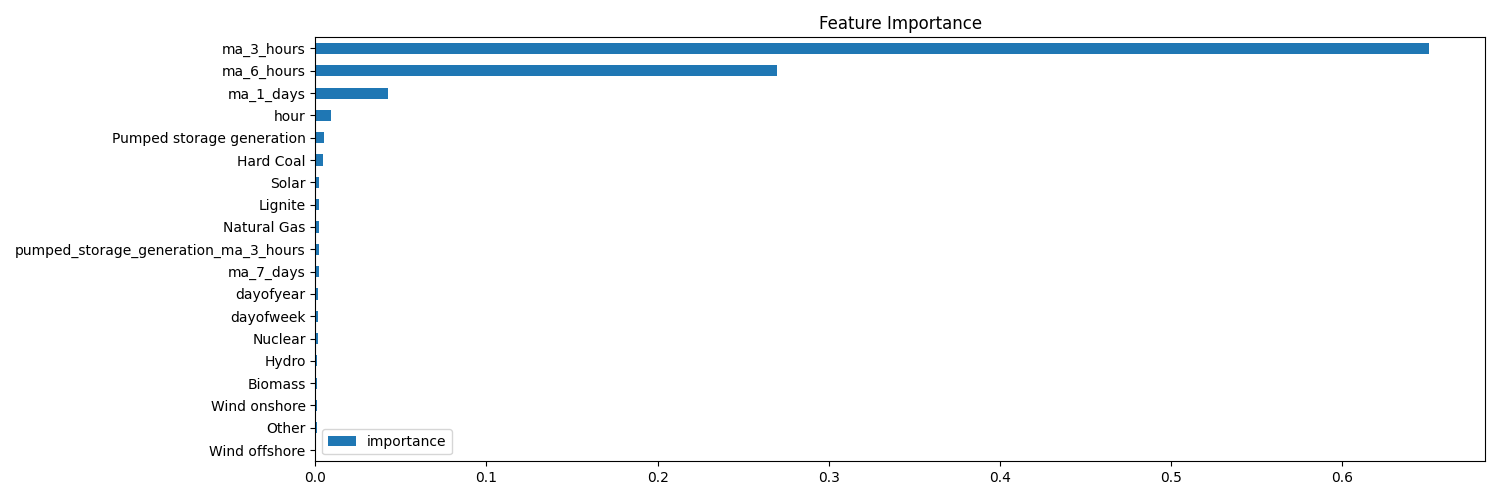 Feature Importance
ma_3_hours
ma_6_hours
ma_1_days
hour
Pumped storage generation
Hard Coal
Solar
Lignite
Natural Gas
pumped_storage_generation_ma_3_hours
ma_7_days
dayofyear
dayofweek
Nuclear
Hydro
Biomass
Wind onshore
Other
Wind offshore
importance
0.0 0.1 0.2 0.3 0.4 0.5 0.6